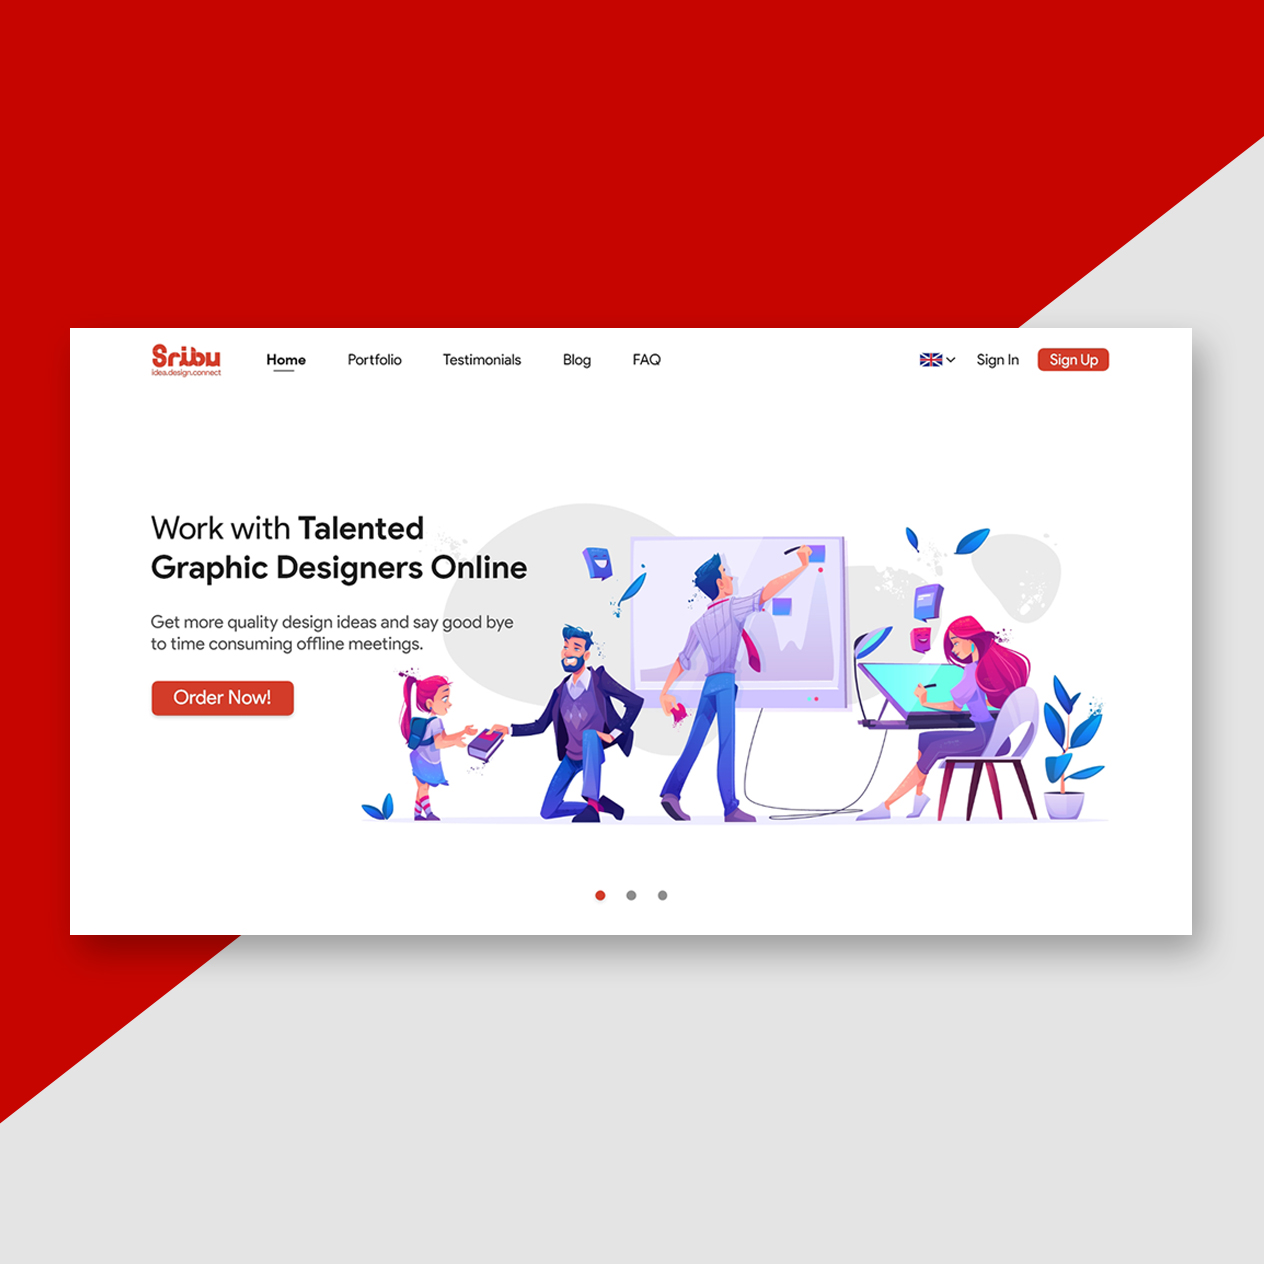 Sribu
idea.design.connect
Home
Portfolio
Testimonials
Blog
FAQ
Sign In
Sign Up
Work with Talented
Graphic Designers Online
Get more quality design ideas and say good bye
to time consuming offline meetings.
Order Now!